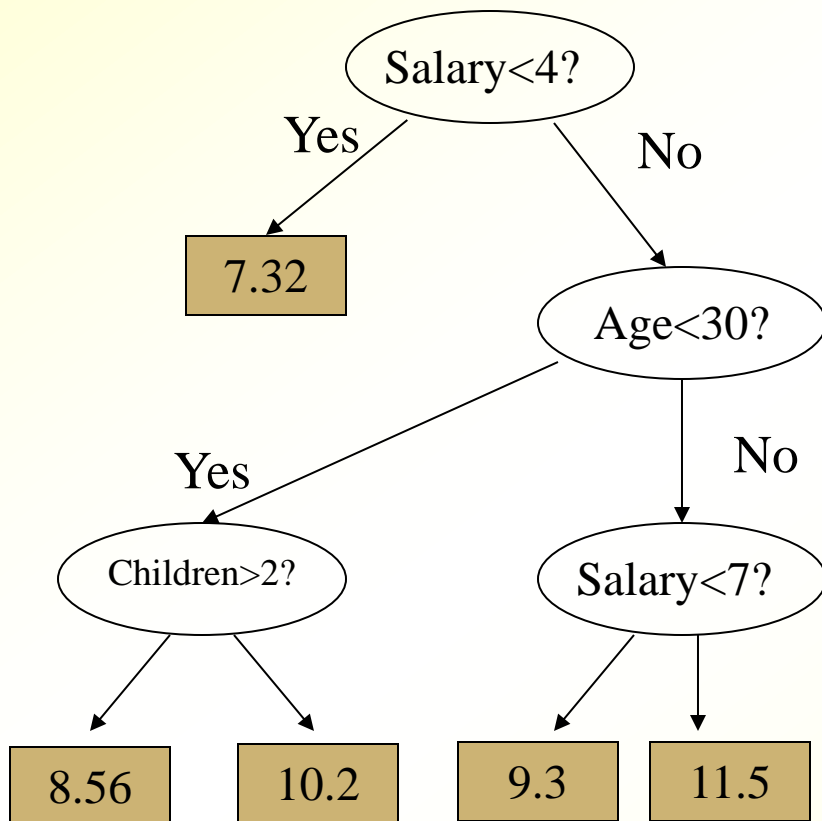 Salary<4?
Yes
No
7.32
Age<30?
Yes
No
Children>2?
Salary<7?
8.56
10.2
9.3
11.5